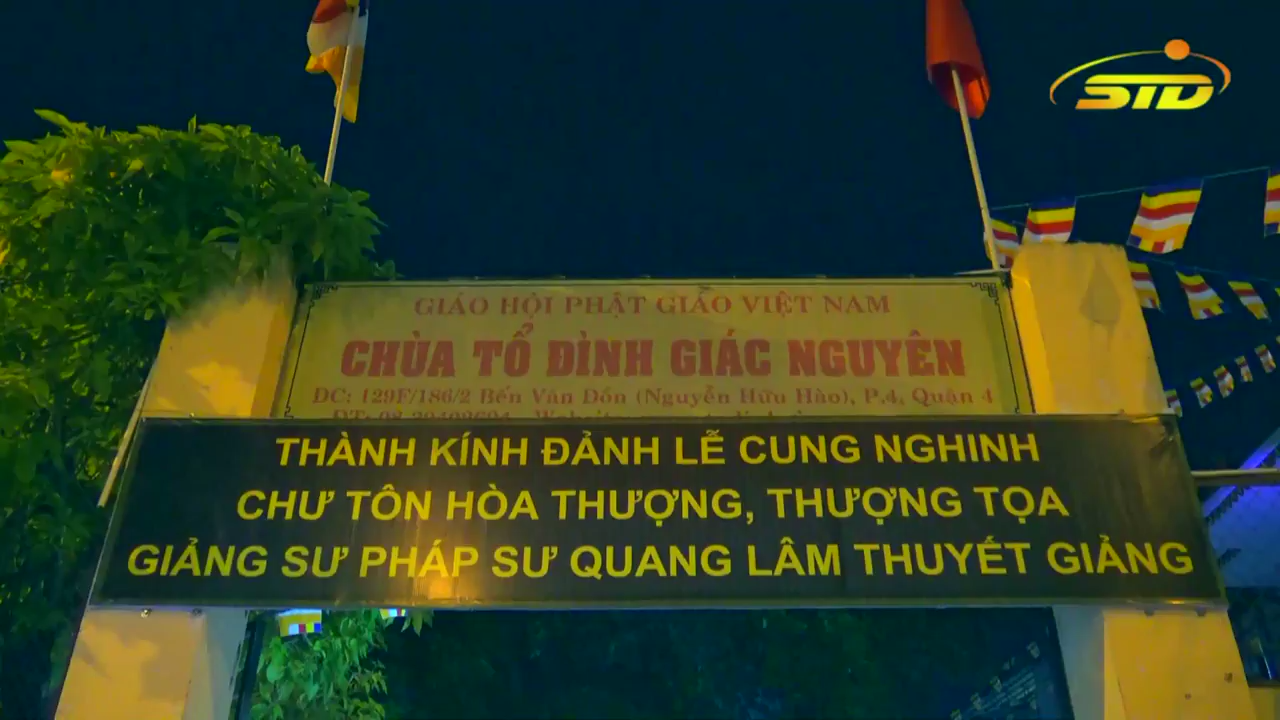 STD
GIÁO HỘI PHẬT GIÁO VIỆT NAM
CHÙA TỔ ĐÌNH GIÁC NGUYÊN
ĐC: 129F/186/2 Bến Vân Đồn (Nguyễn Hữu Hào), P.4, Quận 4
THÀNH KÍNH ĐẢNH LỄ CUNG NGHINH
CHƯ TÔN HÒA THƯỢNG, THƯỢNG TỌA
GIẢNG SƯ PHÁP SƯ QUANG LÂM THUYẾT GIẢNG